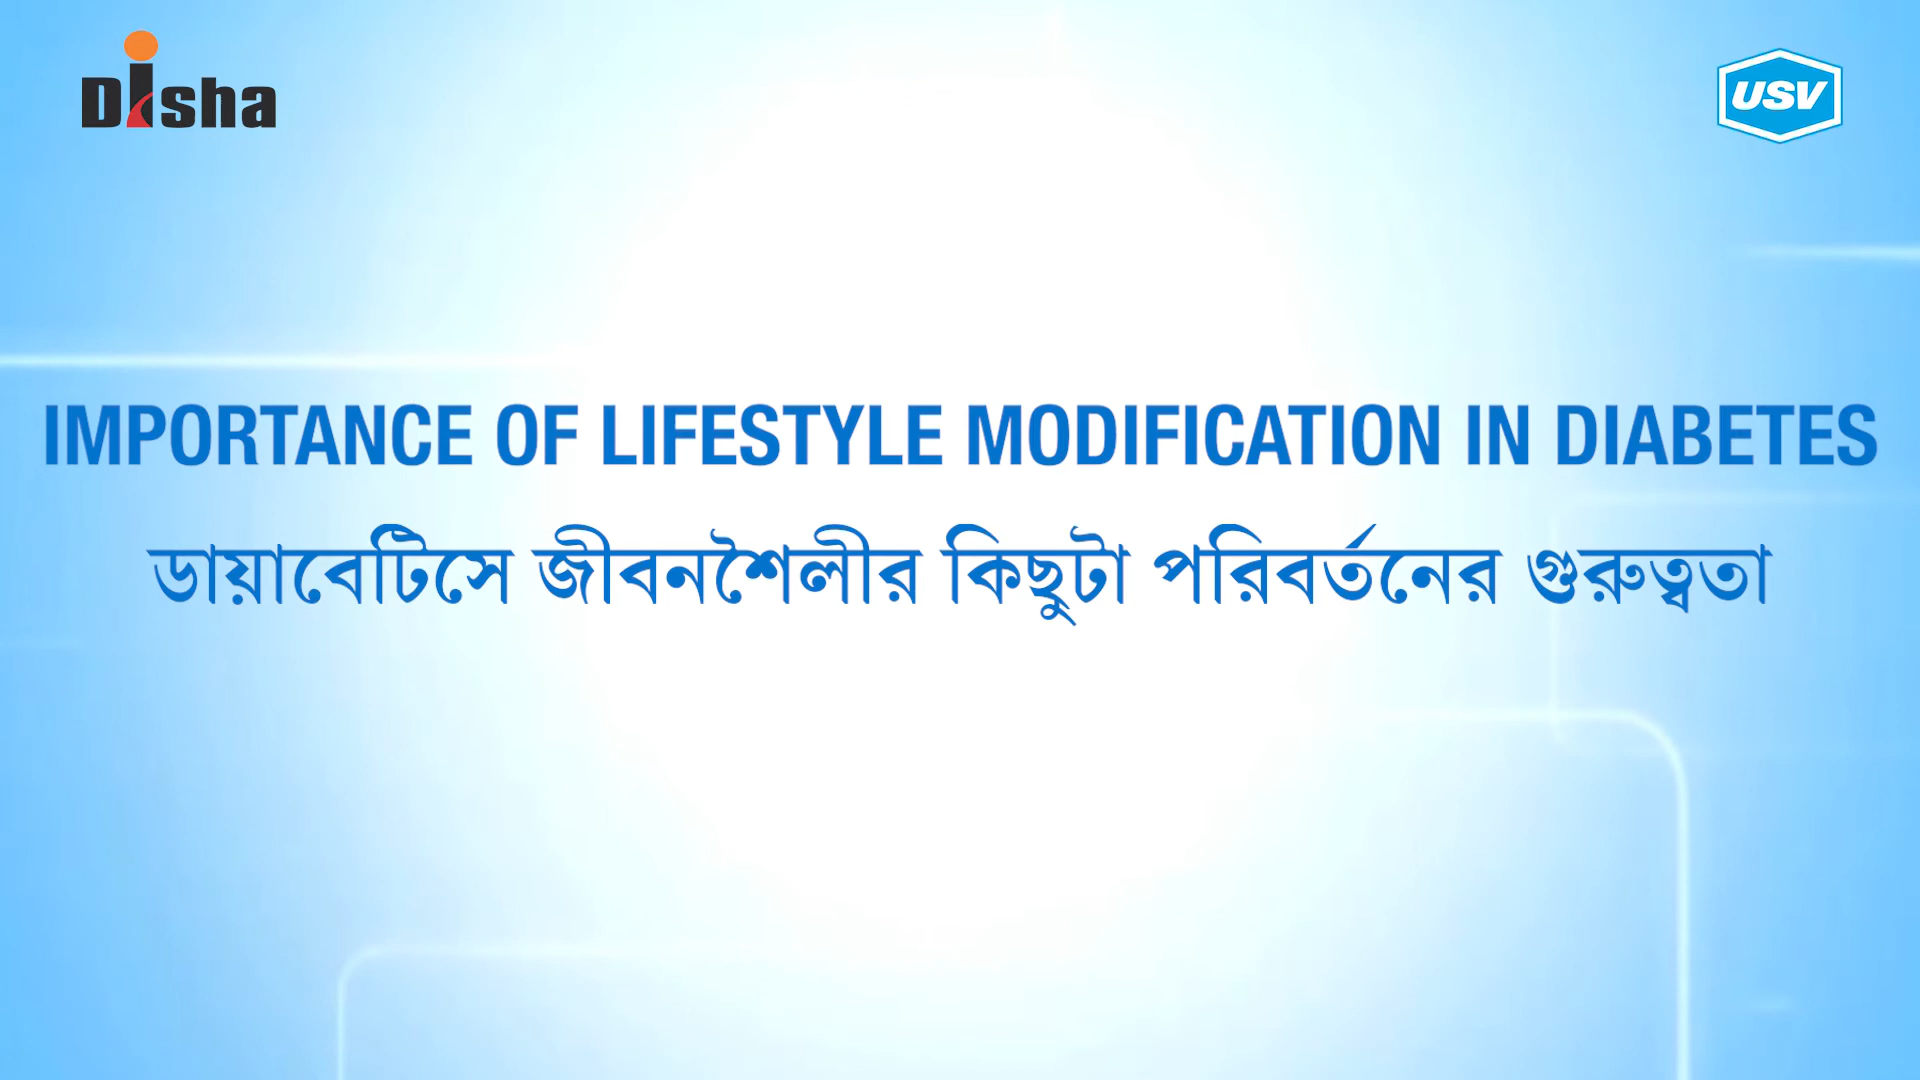 Disha
USV
IMPORTANCE OF LIFESTYLE MODIFICATION IN DIABETES
ডায়াবেটিসে জীবনশৈলীর কিছুটা পরিবর্তনের গুরুত্বতা